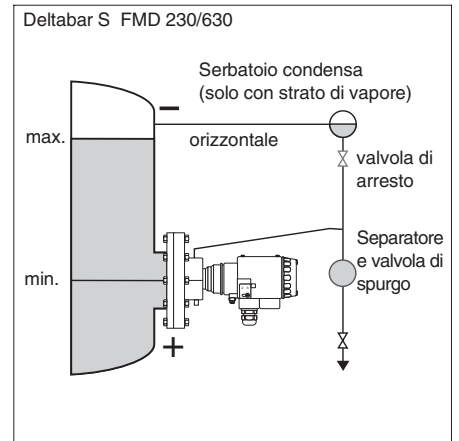 Deltabar S FMD 230/630
Serbatoio condensa
(solo con strato di vapore)
–
max.
orizzontale
valvola di
arresto
Separatore
e valvola di
spurgo
min.
+